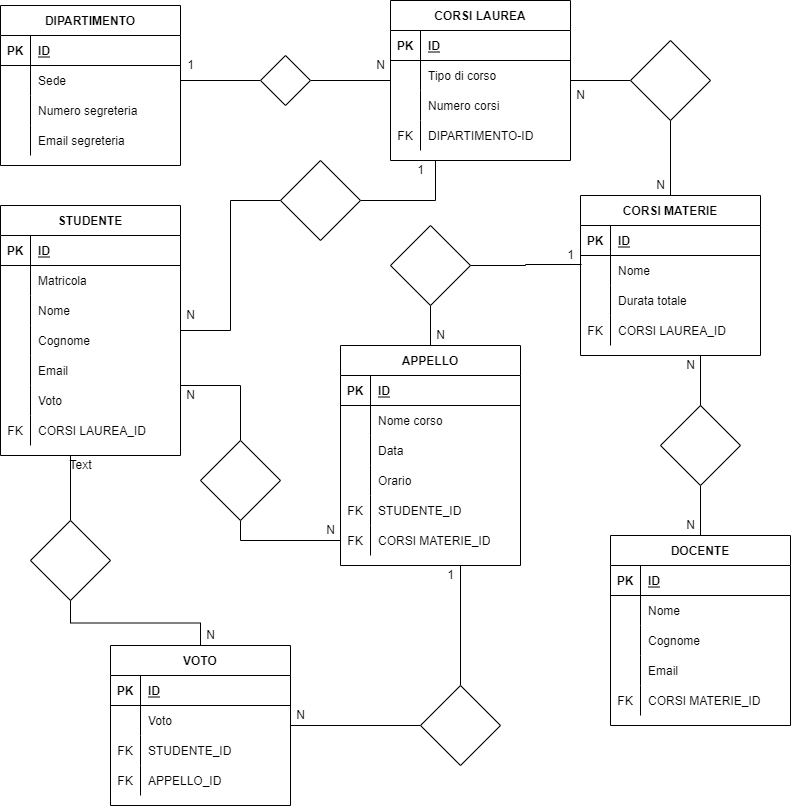 DIPARTIMENTO
PK ID
Sede
Numero segreteria
Email segreteria
1
N
CORSI LAUREA
PK ID
Tipo di corso
Numero corsi
FK DIPARTIMENTO-ID
N
N
1
STUDENTE
PK ID
Matricola
Nome
Cognome
Email
Voto
FK CORSI LAUREA_ID
N
N
Text
CORSI MATERIE
PK ID
Nome
Durata totale
FK CORSI LAUREA_ID
1
N
N
APPELLO
PK ID
Nome corso
Data
Orario
FK STUDENTE_ID
FK CORSI MATERIE_ID
N
1
N
DOCENTE
PK ID
Nome
Cognome
Email
FK CORSI MATERIE_ID
N
VOTO
PK ID
Voto
FK STUDENTE_ID
FK APPELLO_ID
N